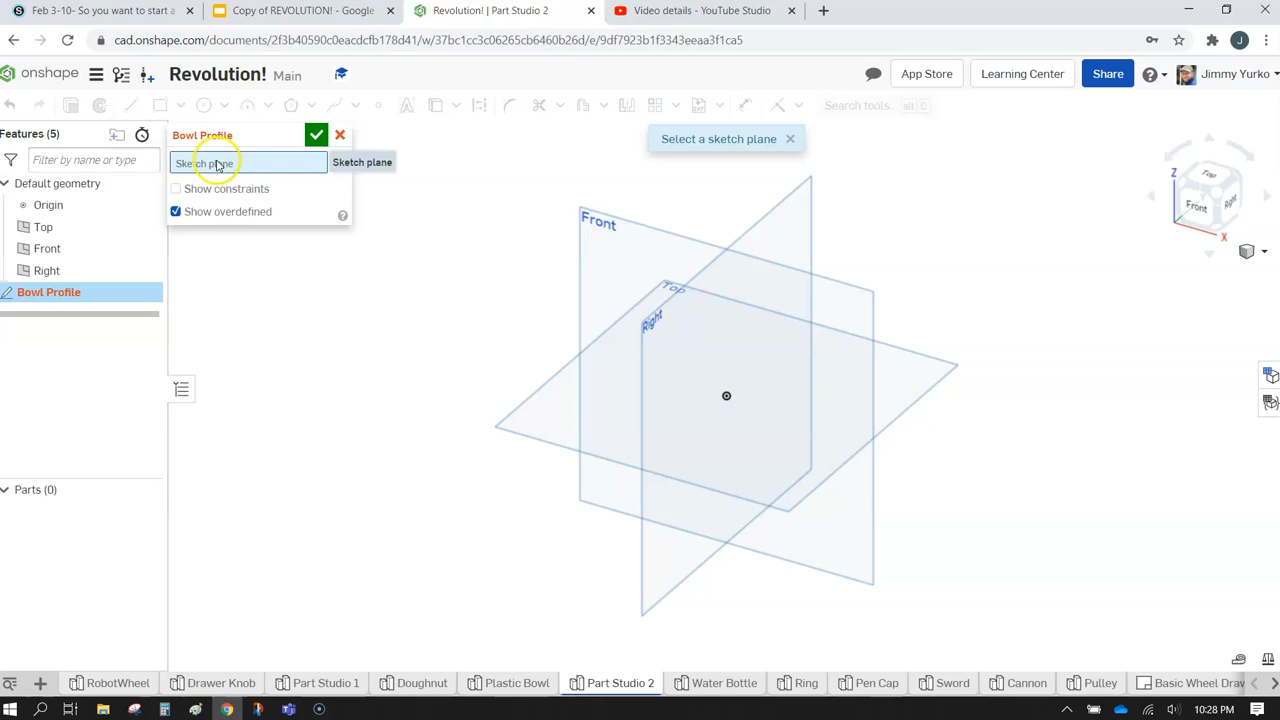 Feb 3-10- So you want to start a
Copy of REVOLUTION! - Google
Revolution! | Part Studio 2
Video details - YouTube Studio
cad.onshape.com/documents/2f3b40590c0eacdcfb178d41/w/37bc1cc3c0365460b26d/e/9df7923b1f3346caea3f1ca5
onshape
Revolution! Main
App Store
Learning Center
Share
Jimmy Yurko
Search tools... alt C
Features (5)
Filter by name or type
Default geometry
Origin
Top
Front
Right
Bowl Profile
Parts (0)
Bowl Profile
Sketch plane
Sketch plane
Show constraints
Show overdefined
Select a sketch plane
Front
Top
Right
Z
Top
Front
Right
X
RobotWheel
Drawer Knob
Part Studio 1
Doughnut
Plastic Bowl
Part Studio 2
Water Bottle
Ring
Pen Cap
Sword
Cannon
Pulley
Basic Wheel Draw
10:28 PM